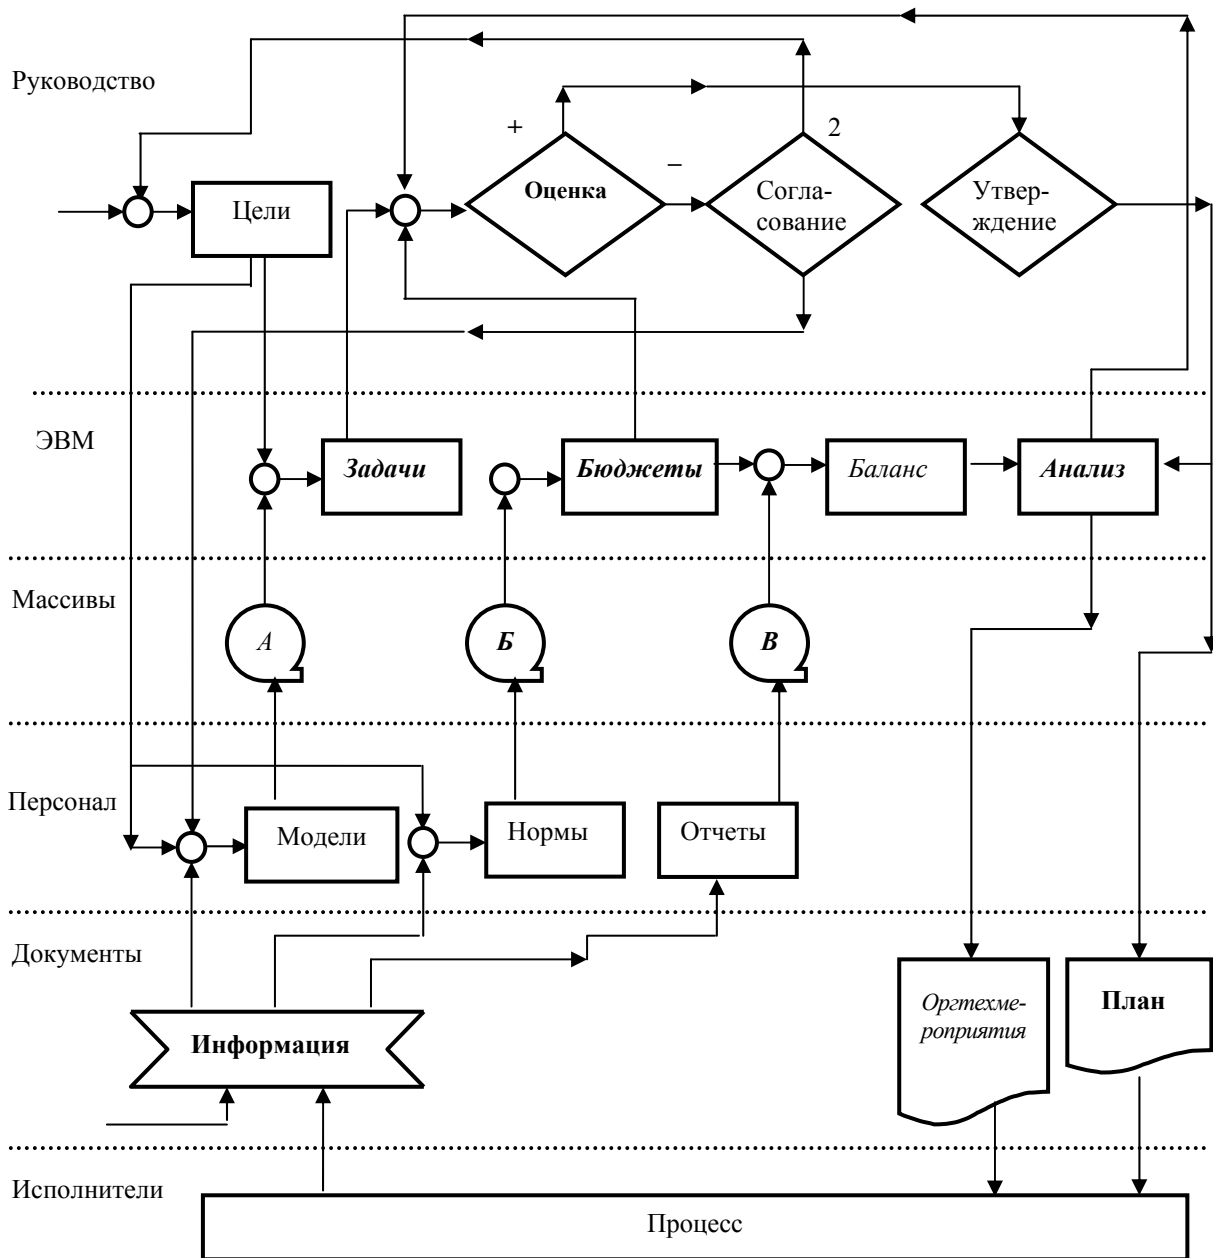 Руководство
+
2
–
Оценка
Согла-
сование
Утвер-
ждение
Цели
ЭВМ
Задачи
Бюджеты
Баланс
Анализ
Массивы
А
Б
В
Персонал
Модели
Нормы
Отчеты
Документы
Информация
Оргтехме-
роприятия
План
Исполнители
Процесс